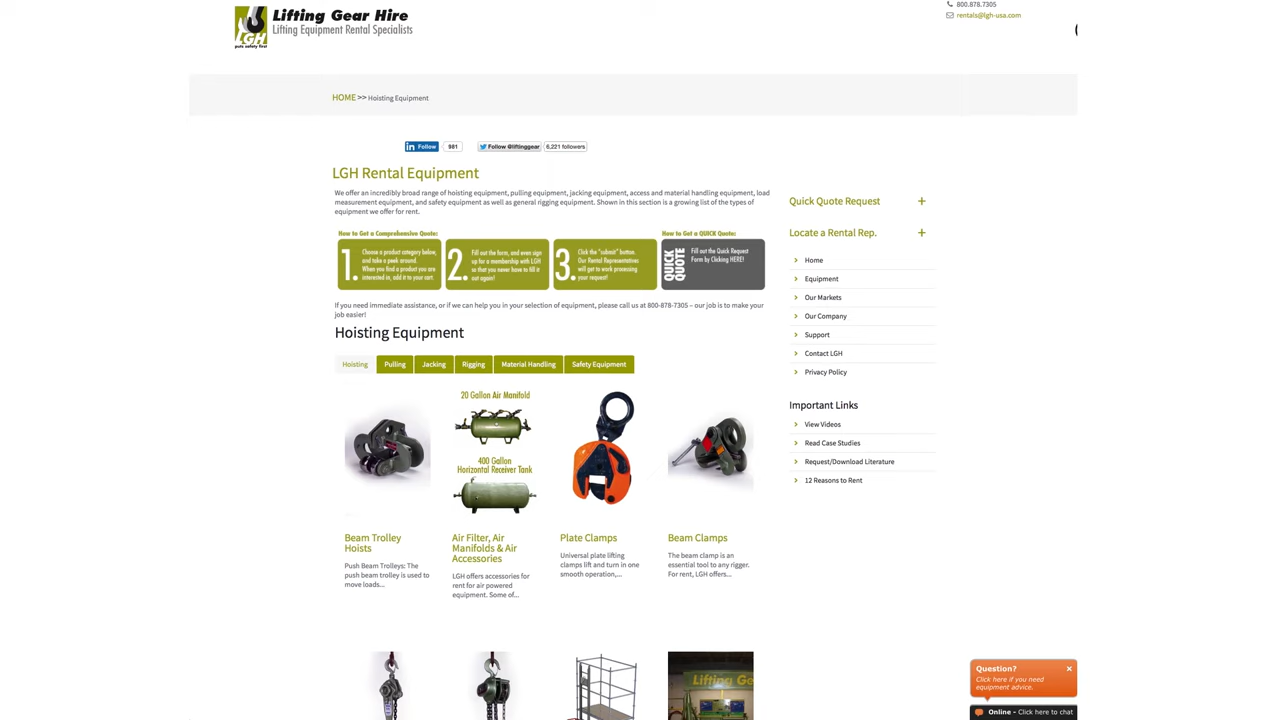 LGH
puts safety first
Lifting Gear Hire
Lifting Equipment Rental Specialists
800.878.7305
rentals@lgh-usa.com
HOME >> Hoisting Equipment
in Follow 981
Follow @liftinggear 6,221 followers
LGH Rental Equipment
We offer an incredibly broad range of hoisting equipment, pulling equipment, jacking equipment, access and material handling equipment, load
measurement equipment, and safety equipment as well as general rigging equipment. Shown in this section is a growing list of the types of
equipment we offer for rent.
How to Get a Comprehensive Quote:
1. Choose a product category below,
and take a peek around.
When you find a product you are
interested in, add it to your cart.
2. Fill out the form, and even sign
up for a membership with LGH
so that you never have to fill it
out again!
3. Click the "submit" button.
Our Rental Representatives
will get to work processing
your request!
How to Get a QUICK Quote:
QUICK QUOTE
Fill out the Quick Request
Form by Clicking HERE!
If you need immediate assistance, or if we can help you in your selection of equipment, please call us at 800-878-7305 – our job is to make your
job easier!
Hoisting Equipment
Hoisting Pulling Jacking Rigging Material Handling Safety Equipment
20 Gallon Air Manifold
400 Gallon
Horizontal Receiver Tank
Beam Trolley
Hoists
Push Beam Trolleys: The
push beam trolley is used to
move loads...
Air Filter, Air
Manifolds & Air
Accessories
LGH offers accessories for
rent for air powered
equipment. Some of...
Plate Clamps
Universal plate lifting
clamps lift and turn in one
smooth operation,...
Beam Clamps
The beam clamp is an
essential tool to any rigger.
For rent, LGH offers...
Lifting Ge
Quick Quote Request +
Locate a Rental Rep. +
Home
Equipment
Our Markets
Our Company
Support
Contact LGH
Privacy Policy
Important Links
View Videos
Read Case Studies
Request/Download Literature
12 Reasons to Rent
Question?
Click here if you need
equipment advice.
Online – Click here to chat